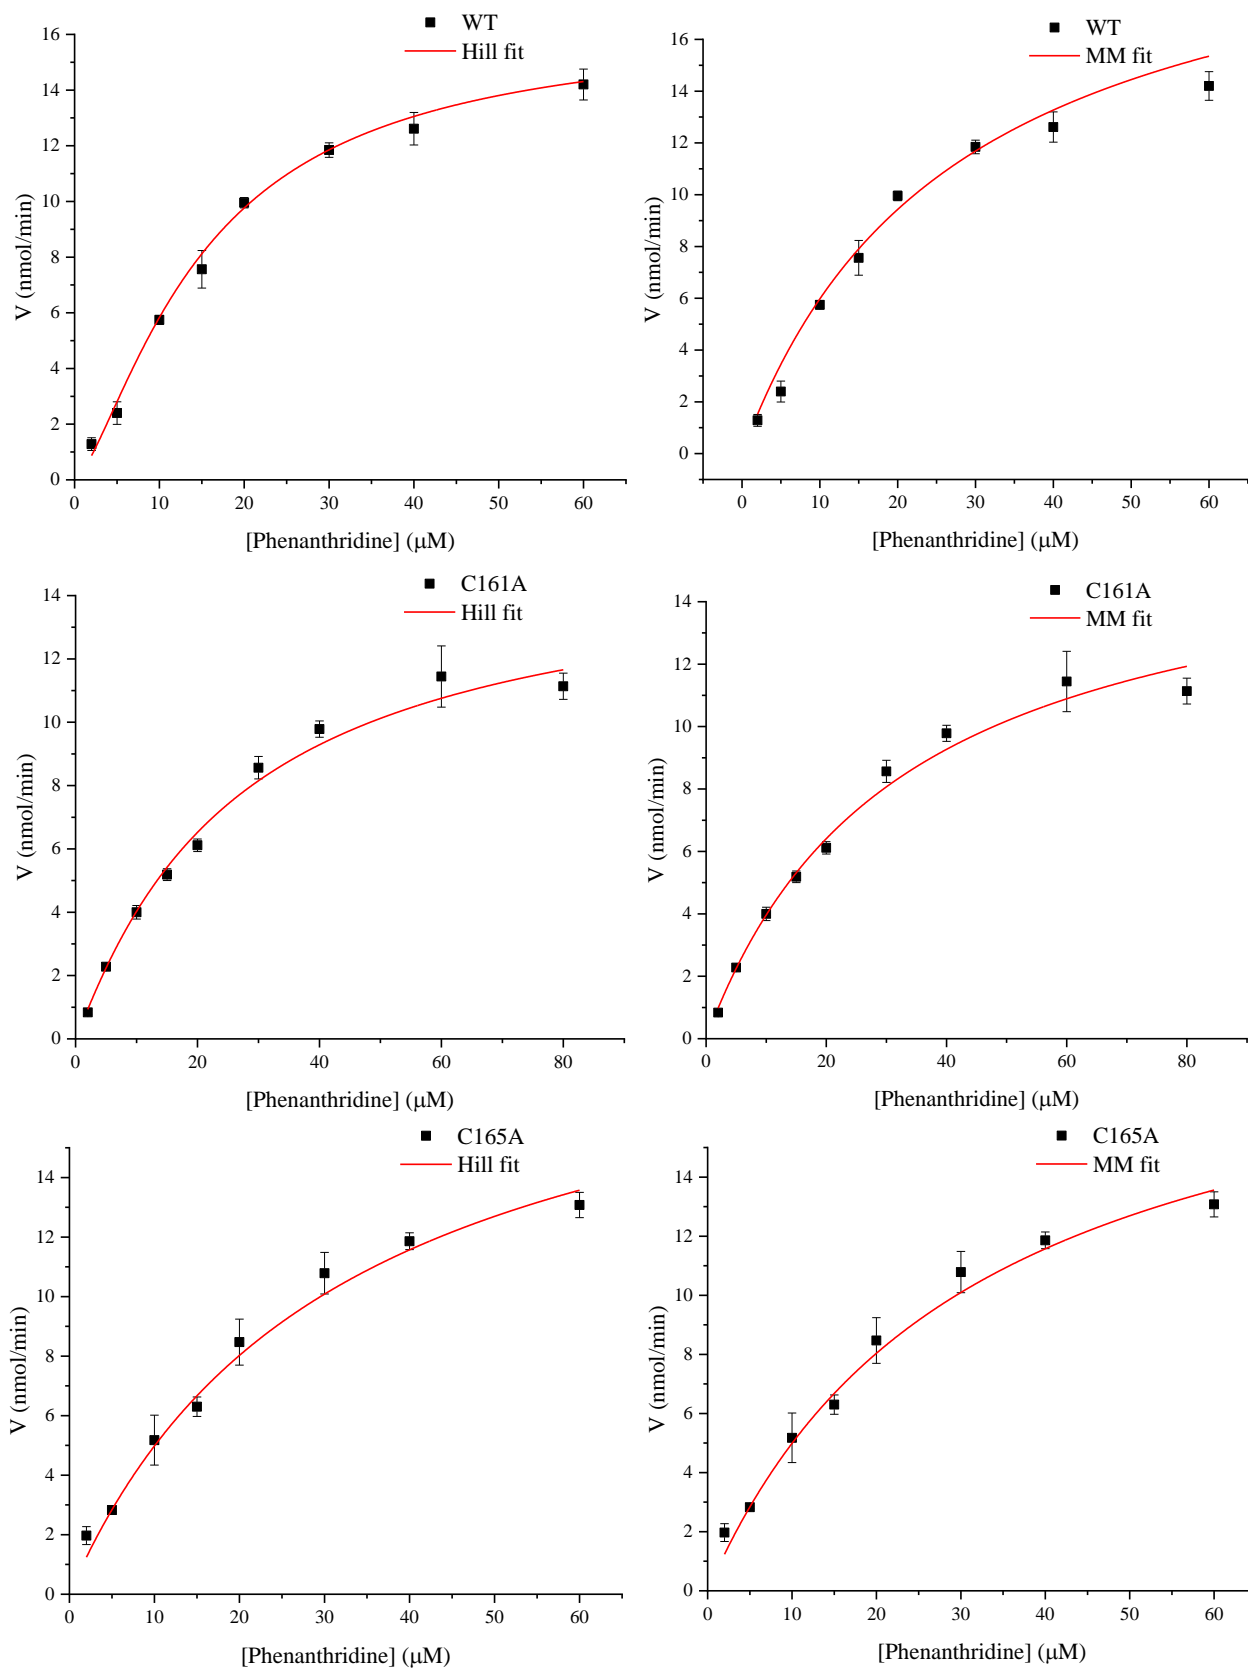 WT
Hill fit
16
14
12
10
8
6
4
2
0
V (nmol/min)
0 10 20 30 40 50 60
[Phenanthridine] (μM)
WT
MM fit
16
14
12
10
8
6
4
2
0
V (nmol/min)
0 10 20 30 40 50 60
[Phenanthridine] (μM)
C161A
Hill fit
14
12
10
8
6
4
2
0
V (nmol/min)
0 20 40 60 80
[Phenanthridine] (μM)
C161A
MM fit
14
12
10
8
6
4
2
0
V (nmol/min)
0 20 40 60 80
[Phenanthridine] (μM)
C165A
Hill fit
14
12
10
8
6
4
2
0
V (nmol/min)
0 10 20 30 40 50 60
[Phenanthridine] (μM)
C165A
MM fit
14
12
10
8
6
4
2
0
V (nmol/min)
0 10 20 30 40 50 60
[Phenanthridine] (μM)